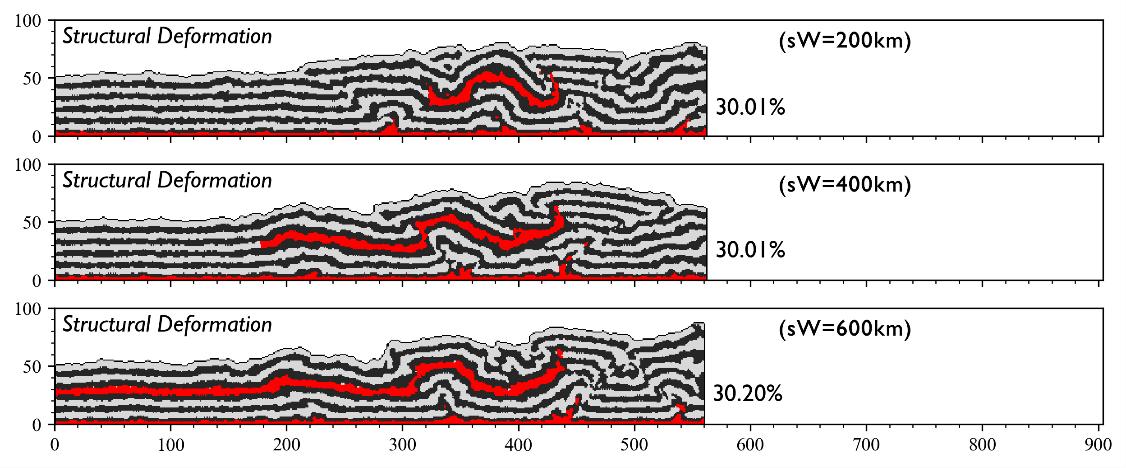 100
Structural Deformation
(sW=200km)
50
30.01%
0
100
Structural Deformation
(sW=400km)
50
30.01%
0
100
Structural Deformation
(sW=600km)
50
30.20%
0
0 100 200 300 400 500 600 700 800 900